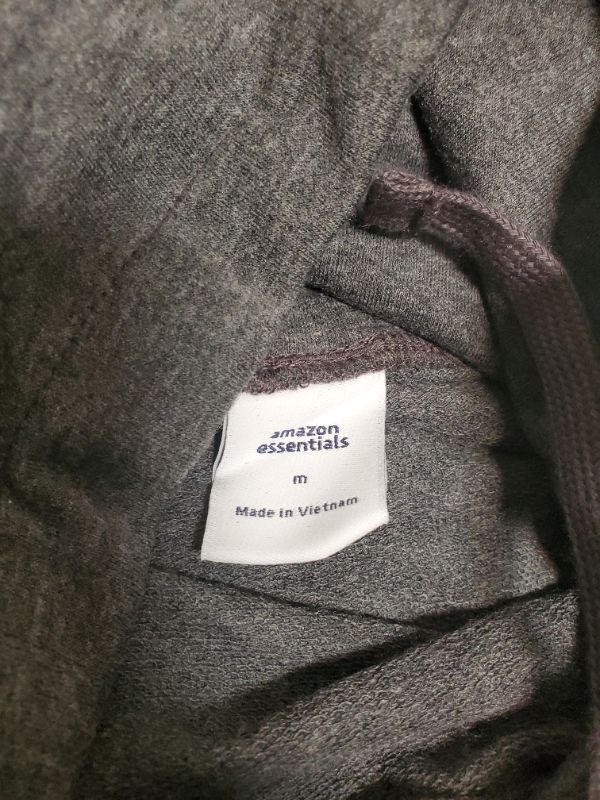 amazon
essentials
m
Made in Vietnam